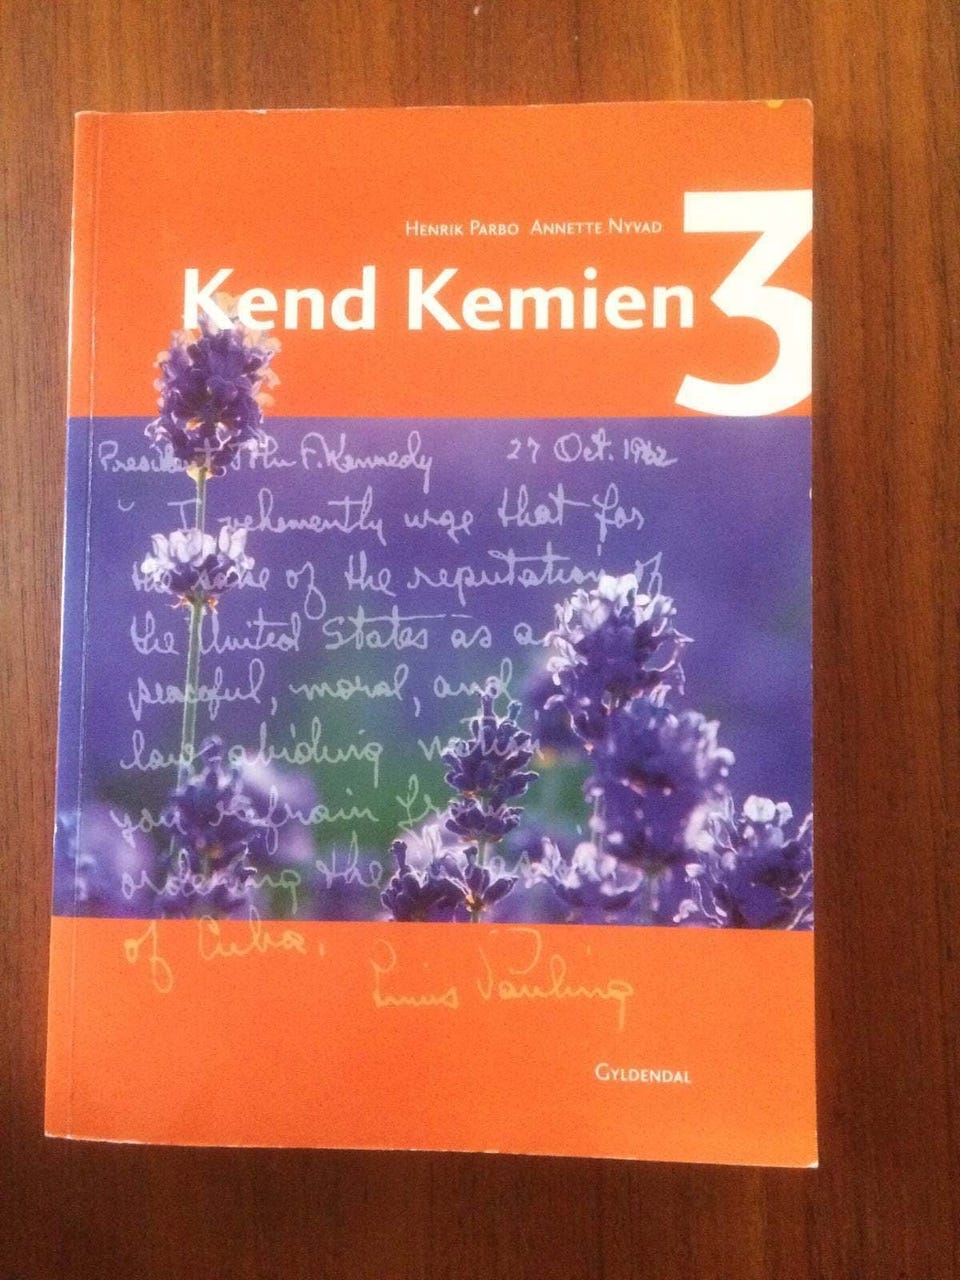 HENRIK PARBO ANNETTE NYVAD
Kend Kemien 3
President John F. Kennedy 27 Oct. 1962
I vehemently urge that for
the sake of the reputation of
the United States as a
peaceful, moral, and
law-abiding nation
you refrain from
ordering the invasion
of Cuba.
Linus Pauling
GYLDENDAL